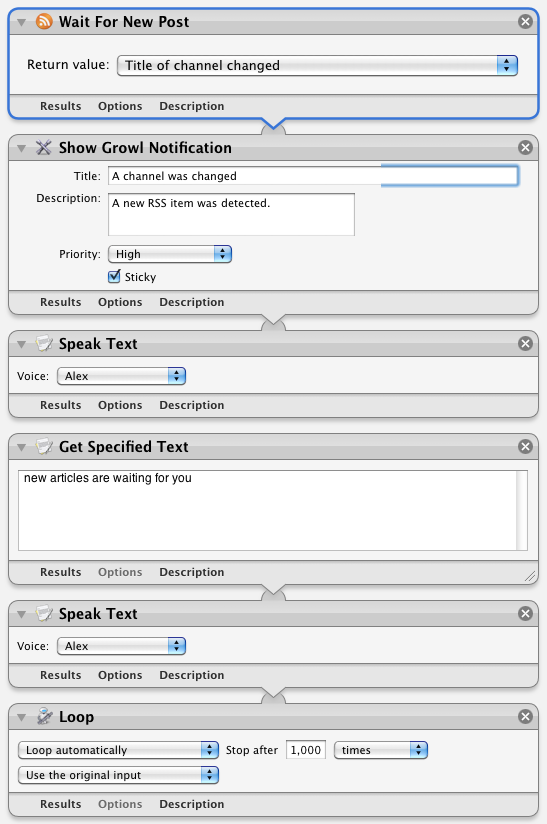 Wait For New Post
Return value: Title of channel changed
Results Options Description
Show Growl Notification
Title: A channel was changed
Description: A new RSS item was detected.
Priority: High
Sticky
Results Options Description
Speak Text
Voice: Alex
Results Options Description
Get Specified Text
new articles are waiting for you
Results Options Description
Speak Text
Voice: Alex
Results Options Description
Loop
Loop automatically Stop after 1,000 times
Use the original input
Results Options Description